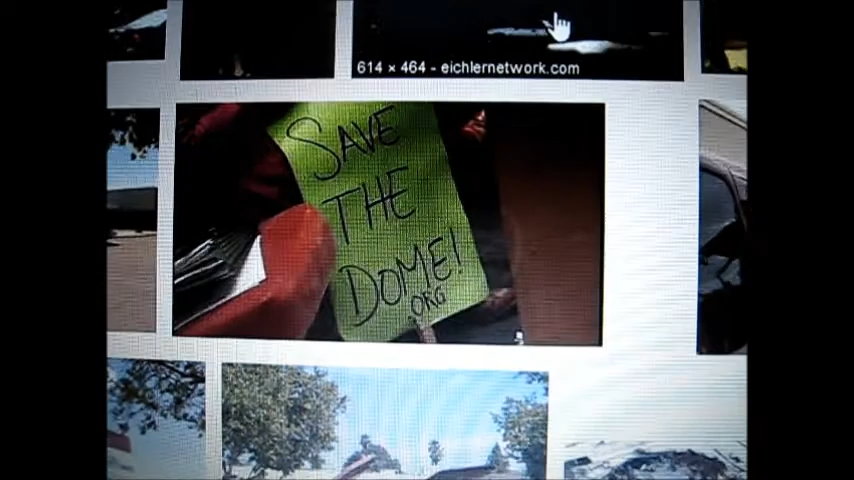 614 × 464 - eichlernetwork.com
SAVE
THE
DOME!
.ORG